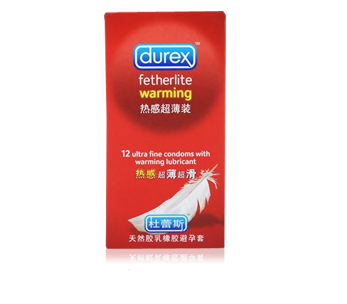 durex™
fetherlite
warming
热感超薄装
12 ultra fine condoms with
warming lubricant
热感 超薄超滑
杜蕾斯
天然胶乳橡胶避孕套